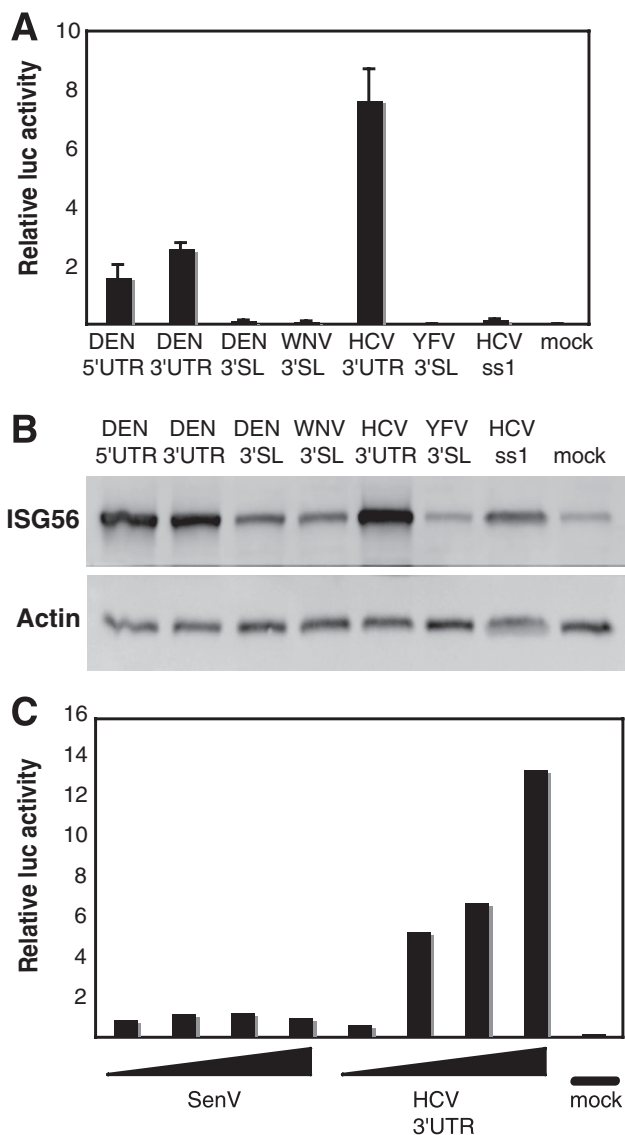 A
Relative luc activity
10
8
6
4
2
DEN DEN DEN WNV HCV YFV HCV mock
5'UTR 3'UTR 3'SL 3'SL 3'UTR 3'SL ss1
B
DEN DEN DEN WNV HCV YFV HCV
5'UTR 3'UTR 3'SL 3'SL 3'UTR 3'SL ss1 mock
ISG56
Actin
C
Relative luc activity
16
14
12
10
8
6
4
2
SenV HCV mock
3'UTR